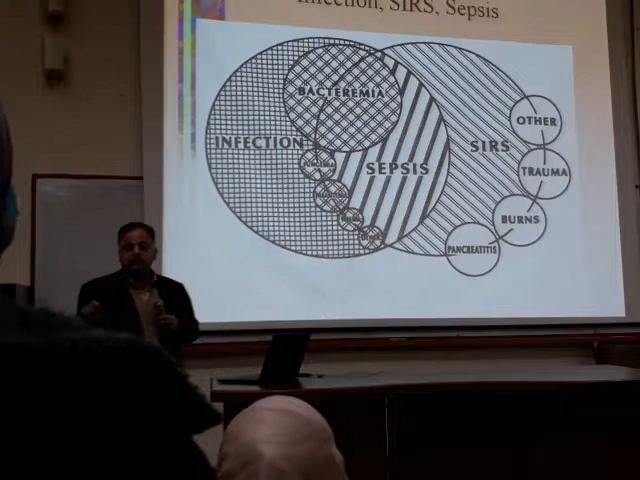 Infection, SIRS, Sepsis
BACTEREMIA
OTHER
INFECTION
SIRS
SEPSIS
TRAUMA
BURNS
PANCREATITIS